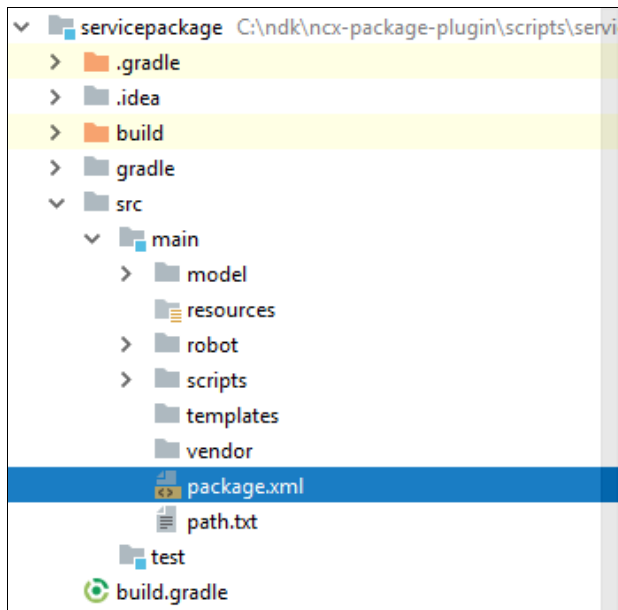 servicepackage C:\ndk\ncx-package-plugin\scripts\servi
.gradle
.idea
build
gradle
src
main
model
resources
robot
scripts
templates
vendor
package.xml
path.txt
test
build.gradle